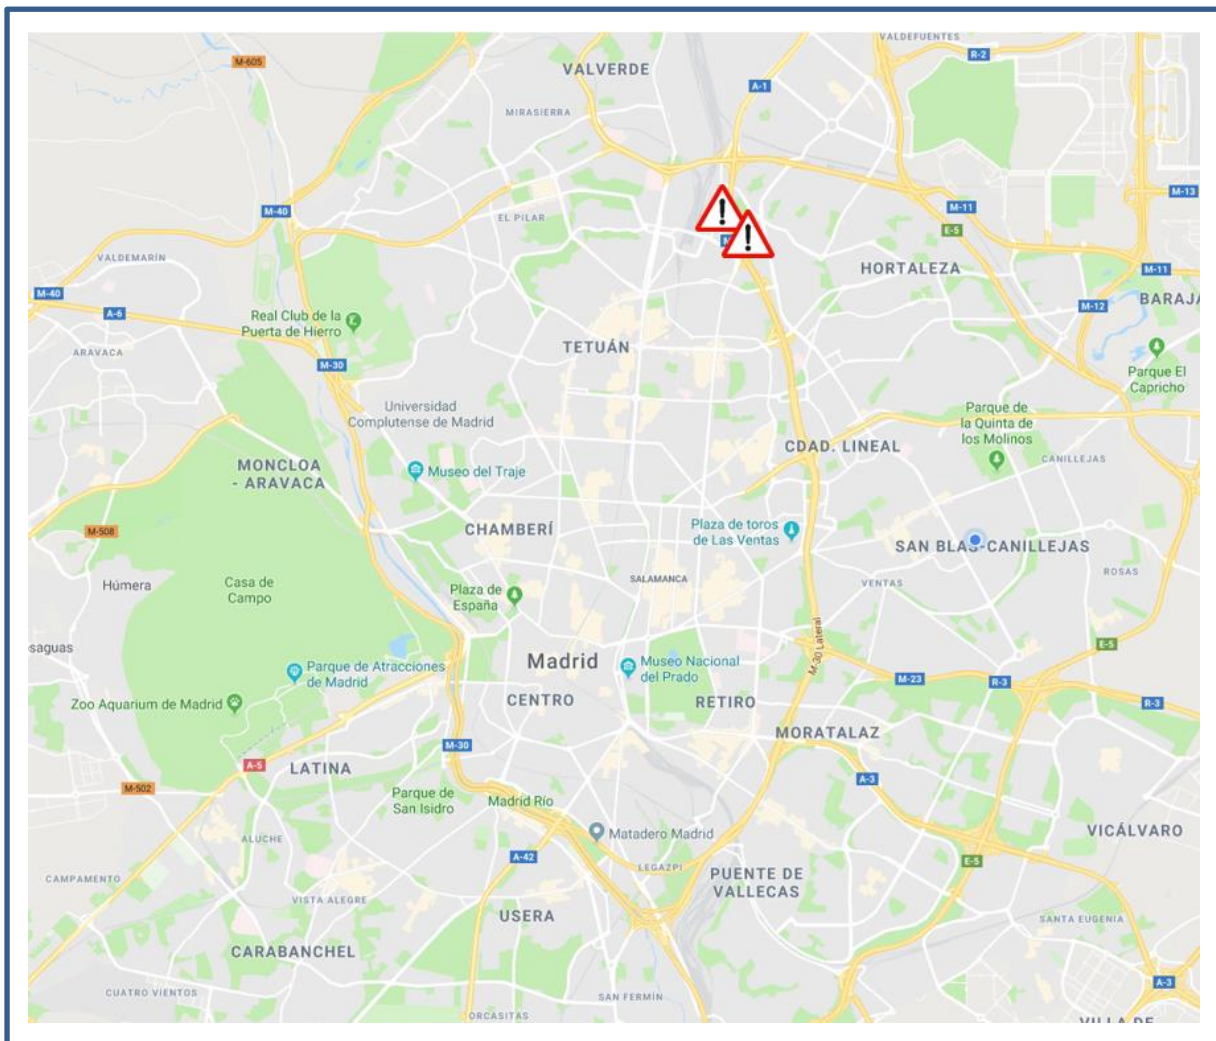 VALDEFUENTES
M-605
R-2
VALVERDE
A-1
MIRASIERRA
M-13
M-40
EL PILAR
M-11
E-5
VALDEMARÍN
HORTALEZA
M-11
M-40
M-12
BARAJA
A-6
Real Club de la
Puerta de Hierro
TETUÁN
ARAVACA
M-30
Parque El
Capricho
Universidad
Complutense de Madrid
Parque de
la Quinta de
los Molinos
CDAD. LINEAL
CANILLEJAS
MONCLOA
- ARAVACA
Museo del Traje
M-508
CHAMBERÍ
Plaza de toros
de Las Ventas
SAN BLAS-CANILLEJAS
Húmera
Casa de
Campo
SALAMANCA
VENTAS
ROSAS
Plaza de
España
M-30 Lateral
saguas
E-5
Parque de Atracciones
de Madrid
Madrid
Museo Nacional
del Prado
M-23
R-3
R-3
Zoo Aquarium de Madrid
CENTRO
RETIRO
MORATALAZ
M-30
A-5
LATINA
A-3
M-502
Parque de
San Isidro
Madrid Río
Matadero Madrid
VICÁLVARO
ALUCHE
A-42
E-5
LEGAZPI
CAMPAMENTO
PUENTE DE
VALLECAS
VISTA ALEGRE
USERA
SANTA EUGENIA
CARABANCHEL
A-3
CUATRO VIENTOS
SAN FERMÍN
ORCASITAS
VILLA DE